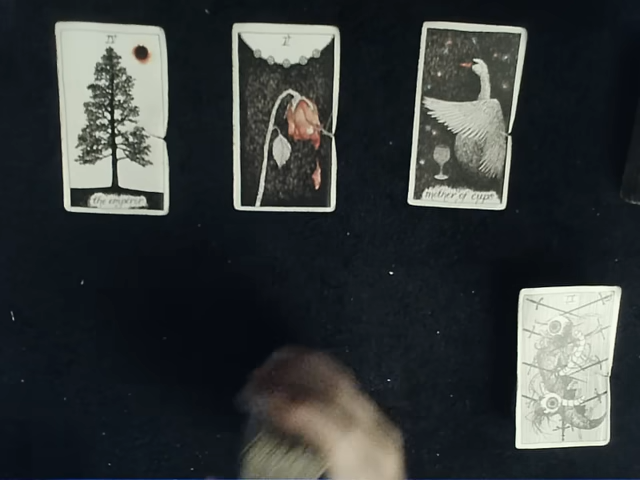 IV
the emperor
mother of cups